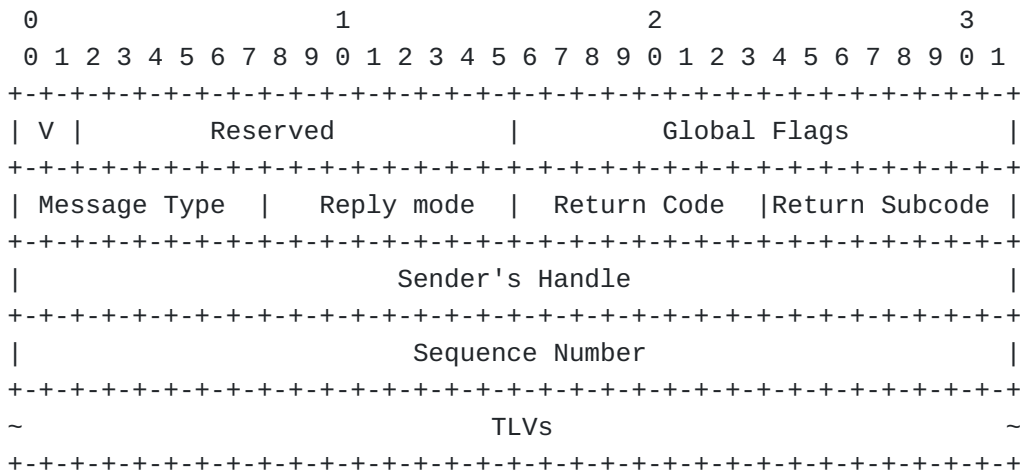 0                   1                   2                   3
 0 1 2 3 4 5 6 7 8 9 0 1 2 3 4 5 6 7 8 9 0 1 2 3 4 5 6 7 8 9 0 1
+-+-+-+-+-+-+-+-+-+-+-+-+-+-+-+-+-+-+-+-+-+-+-+-+-+-+-+-+-+-+-+-+
| V |        Reserved           |         Global Flags          |
+-+-+-+-+-+-+-+-+-+-+-+-+-+-+-+-+-+-+-+-+-+-+-+-+-+-+-+-+-+-+-+-+
| Message Type  |   Reply mode  |  Return Code  |Return Subcode |
+-+-+-+-+-+-+-+-+-+-+-+-+-+-+-+-+-+-+-+-+-+-+-+-+-+-+-+-+-+-+-+-+
|                        Sender's Handle                        |
+-+-+-+-+-+-+-+-+-+-+-+-+-+-+-+-+-+-+-+-+-+-+-+-+-+-+-+-+-+-+-+-+
|                         Sequence Number                       |
+-+-+-+-+-+-+-+-+-+-+-+-+-+-+-+-+-+-+-+-+-+-+-+-+-+-+-+-+-+-+-+-+
~                              TLVs                             ~
+-+-+-+-+-+-+-+-+-+-+-+-+-+-+-+-+-+-+-+-+-+-+-+-+-+-+-+-+-+-+-+-+